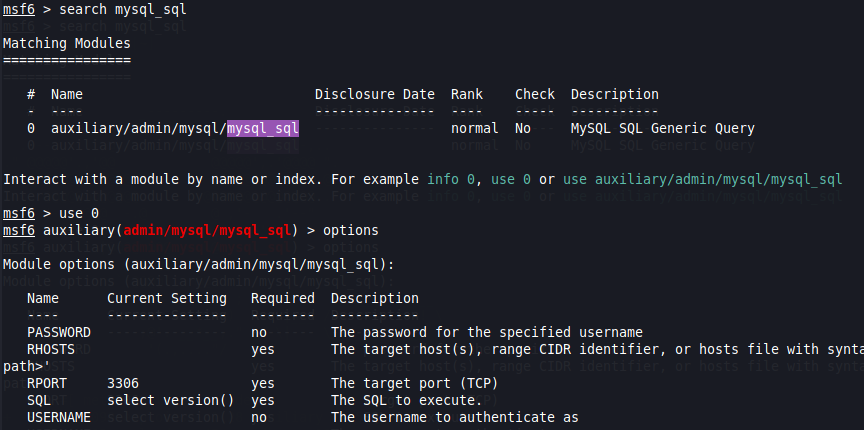 msf6 > search mysql_sql
Matching Modules
================
#  Name                             Disclosure Date  Rank    Check  Description
-  ----                             ---------------  ----    -----  -----------
0  auxiliary/admin/mysql/mysql_sql                   normal  No     MySQL SQL Generic Query
Interact with a module by name or index. For example info 0, use 0 or use auxiliary/admin/mysql/mysql_sql
msf6 > use 0
msf6 auxiliary(admin/mysql/mysql_sql) > options
Module options (auxiliary/admin/mysql/mysql_sql):
Name      Current Setting   Required  Description
----      ---------------   --------  -----------
PASSWORD                    no        The password for the specified username
RHOSTS                      yes       The target host(s), range CIDR identifier, or hosts file with synta
path>'
RPORT     3306              yes       The target port (TCP)
SQL       select version()  yes       The SQL to execute.
USERNAME                    no        The username to authenticate as